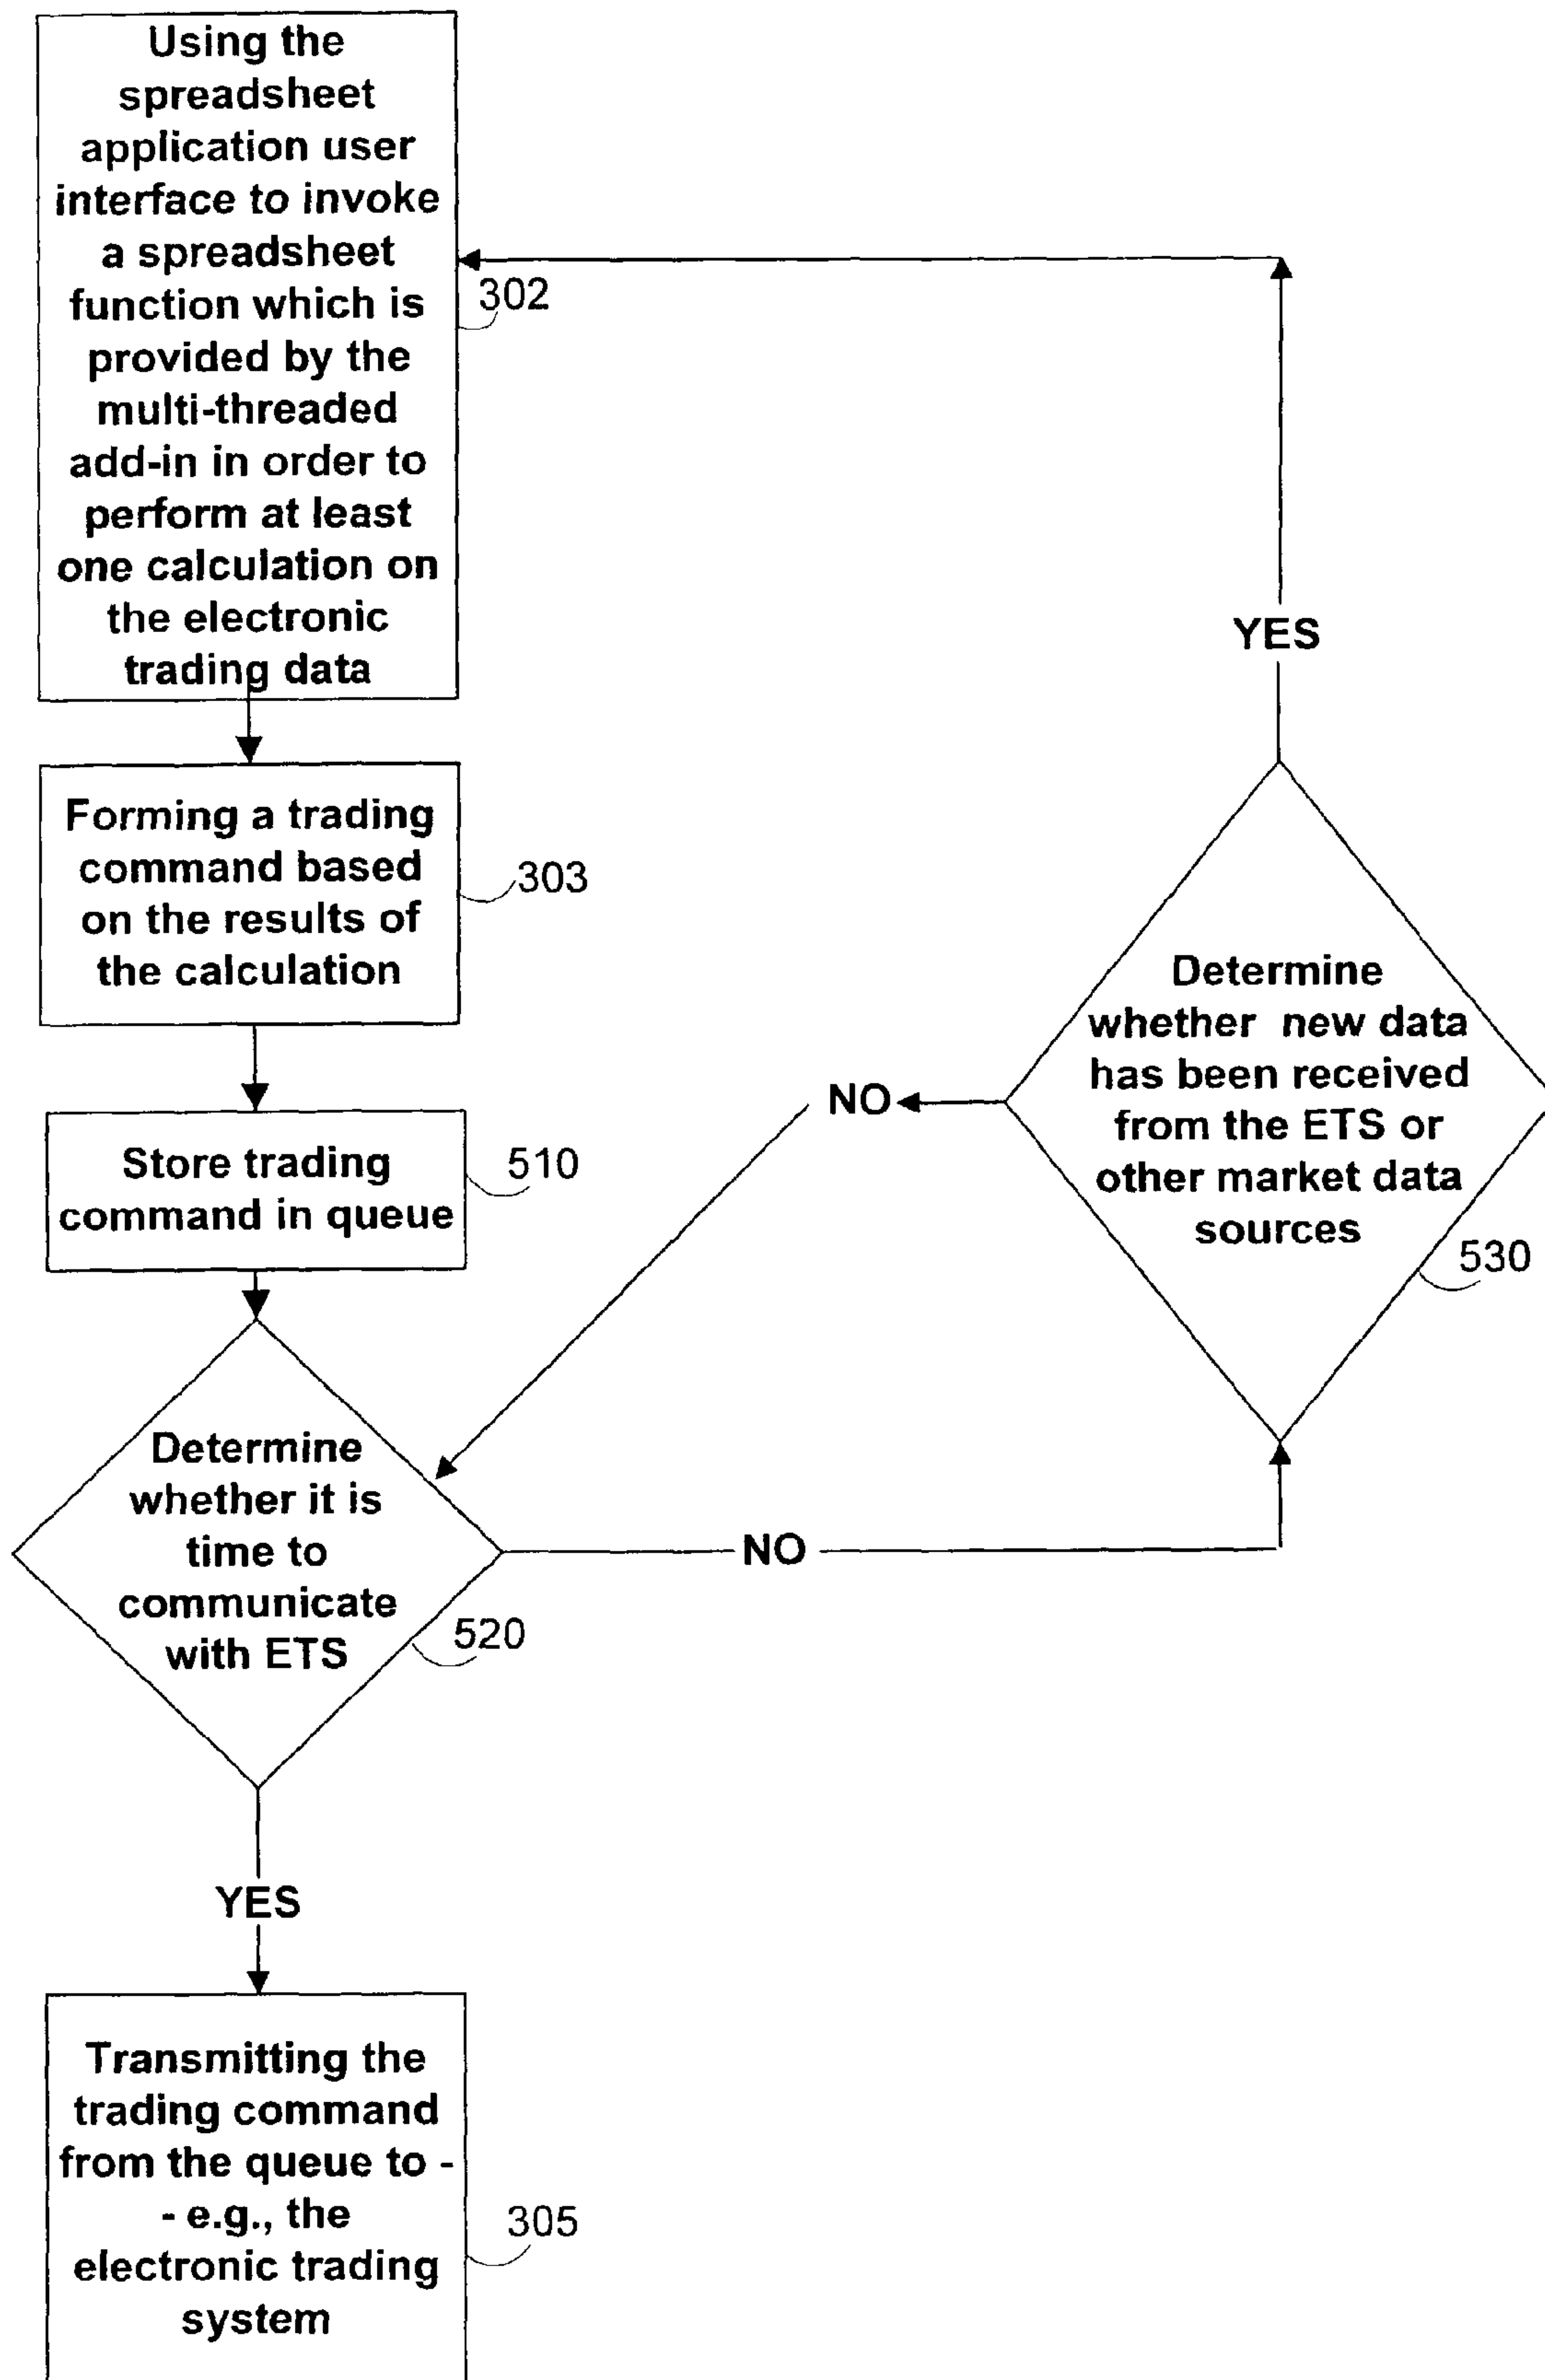 Using the
spreadsheet
application user
interface to invoke
a spreadsheet
function which is
provided by the
multi-threaded
add-in in order to
perform at least
one calculation on
the electronic
trading data
302
Forming a trading
command based
on the results of
the calculation
303
Store trading
command in queue
510
Determine
whether it is
time to
communicate
with ETS
520
NO
YES
Determine
whether new data
has been received
from the ETS or
other market data
sources
530
NO
YES
Transmitting the
trading command
from the queue to -
- e.g., the
electronic trading
system
305